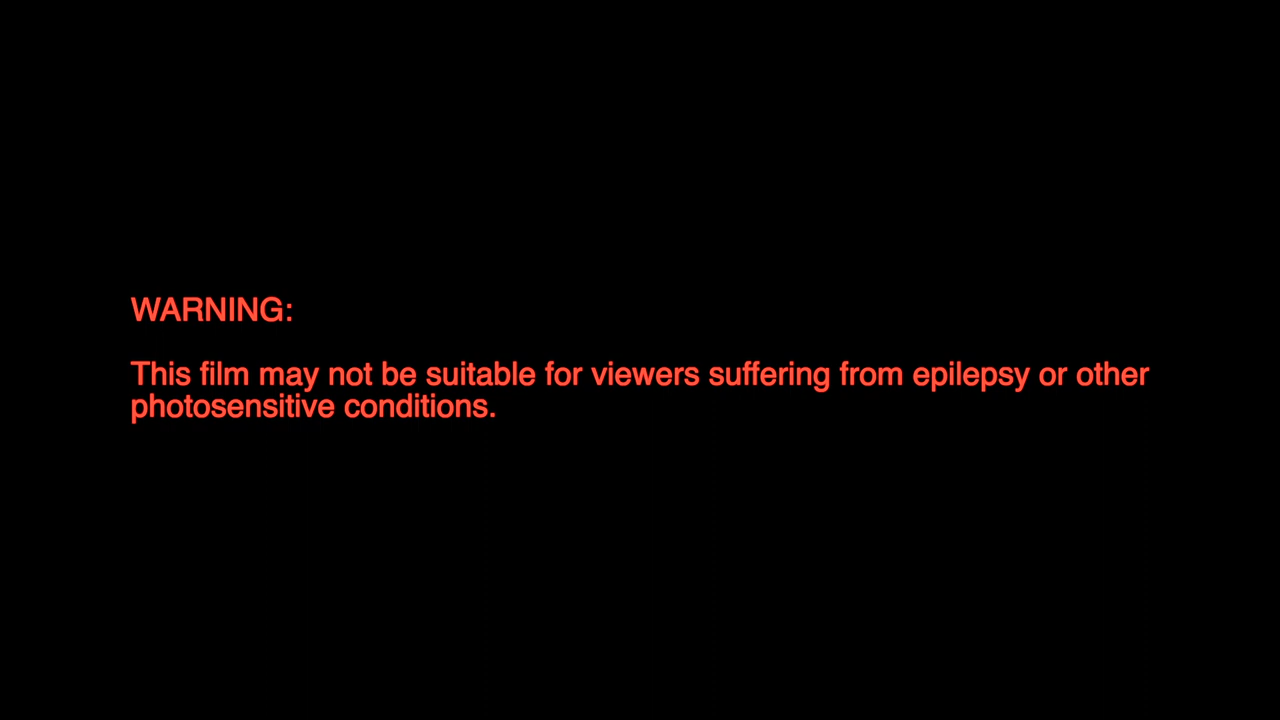 WARNING:
This film may not be suitable for viewers suffering from epilepsy or other
photosensitive conditions.